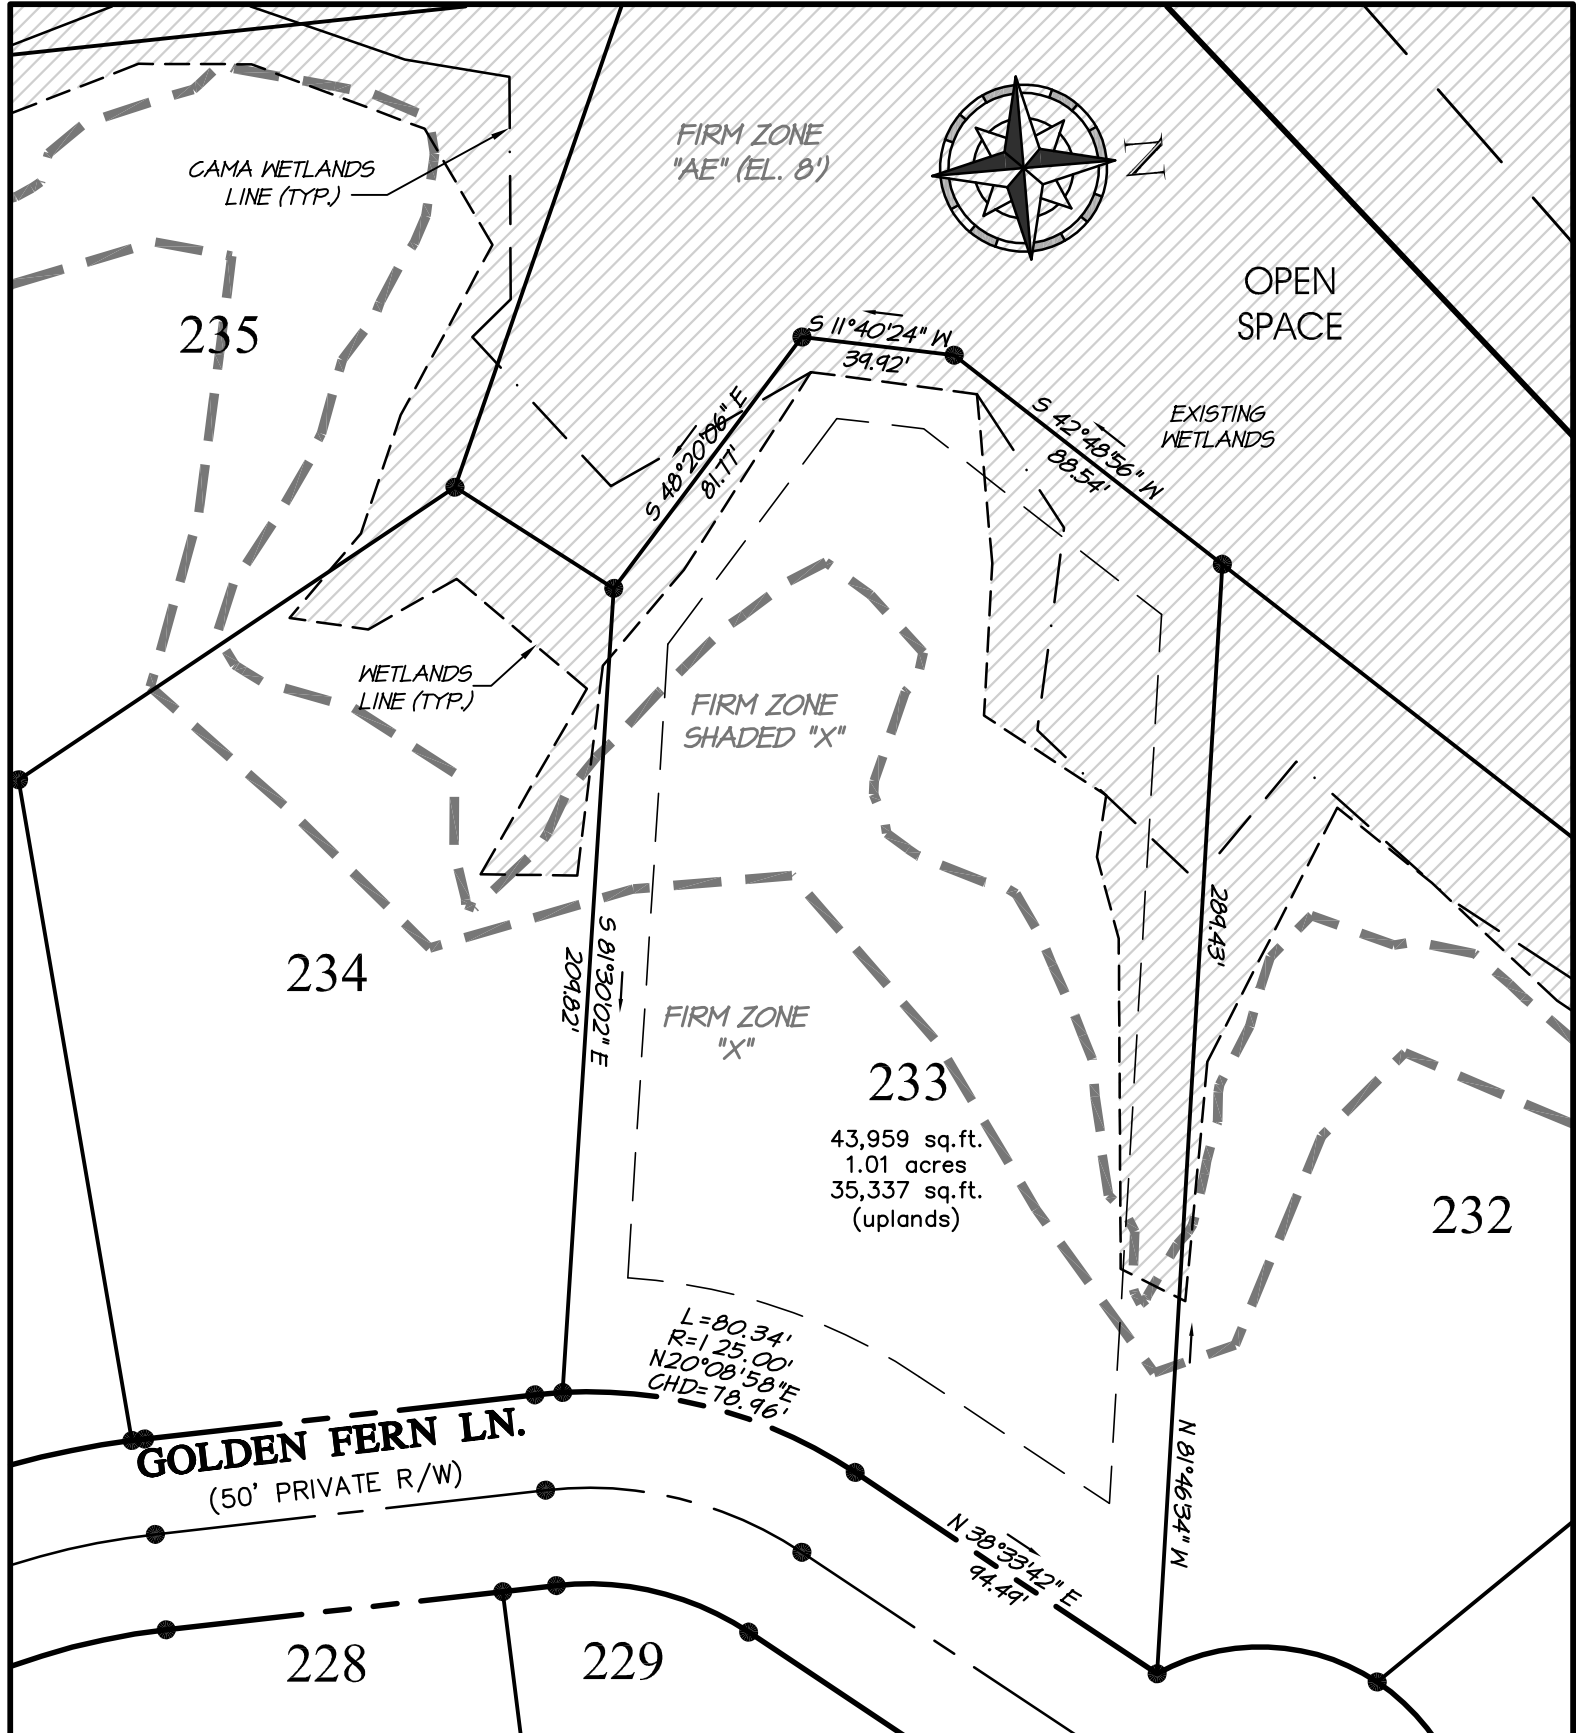 FIRM ZONE
"AE" (EL. 8')
N
CAMA WETLANDS
LINE (TYP.)
OPEN
SPACE
235
S 11°40'24" W
39.92'
S 42°48'56" W
88.54'
EXISTING
WETLANDS
S 48°20'06" E
81.77'
WETLANDS
LINE (TYP.)
FIRM ZONE
SHADED "X"
289.43'
234
S 81°30'02" E
209.82'
FIRM ZONE
"X"
233
43,959 sq.ft.
1.01 acres
35,337 sq.ft.
(uplands)
232
L=80.34'
R=125.00'
N20°08'58"E
CHD=78.96'
GOLDEN FERN LN.
(50' PRIVATE R/W)
N 81°46'34" W
N 38°33'42" E
94.49'
228
229